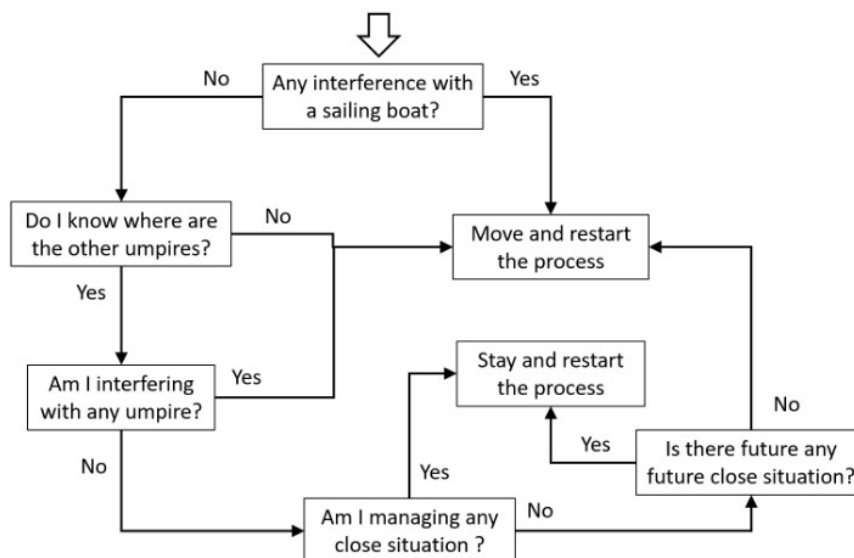 No
Any interference with
a sailing boat?
Yes
Do I know where are
the other umpires?
No
Move and restart
the process
Yes
Stay and restart
the process
Am I interfering
with any umpire?
Yes
No
Yes
Is there future any
future close situation?
No
Yes
Am I managing any
close situation ?
No